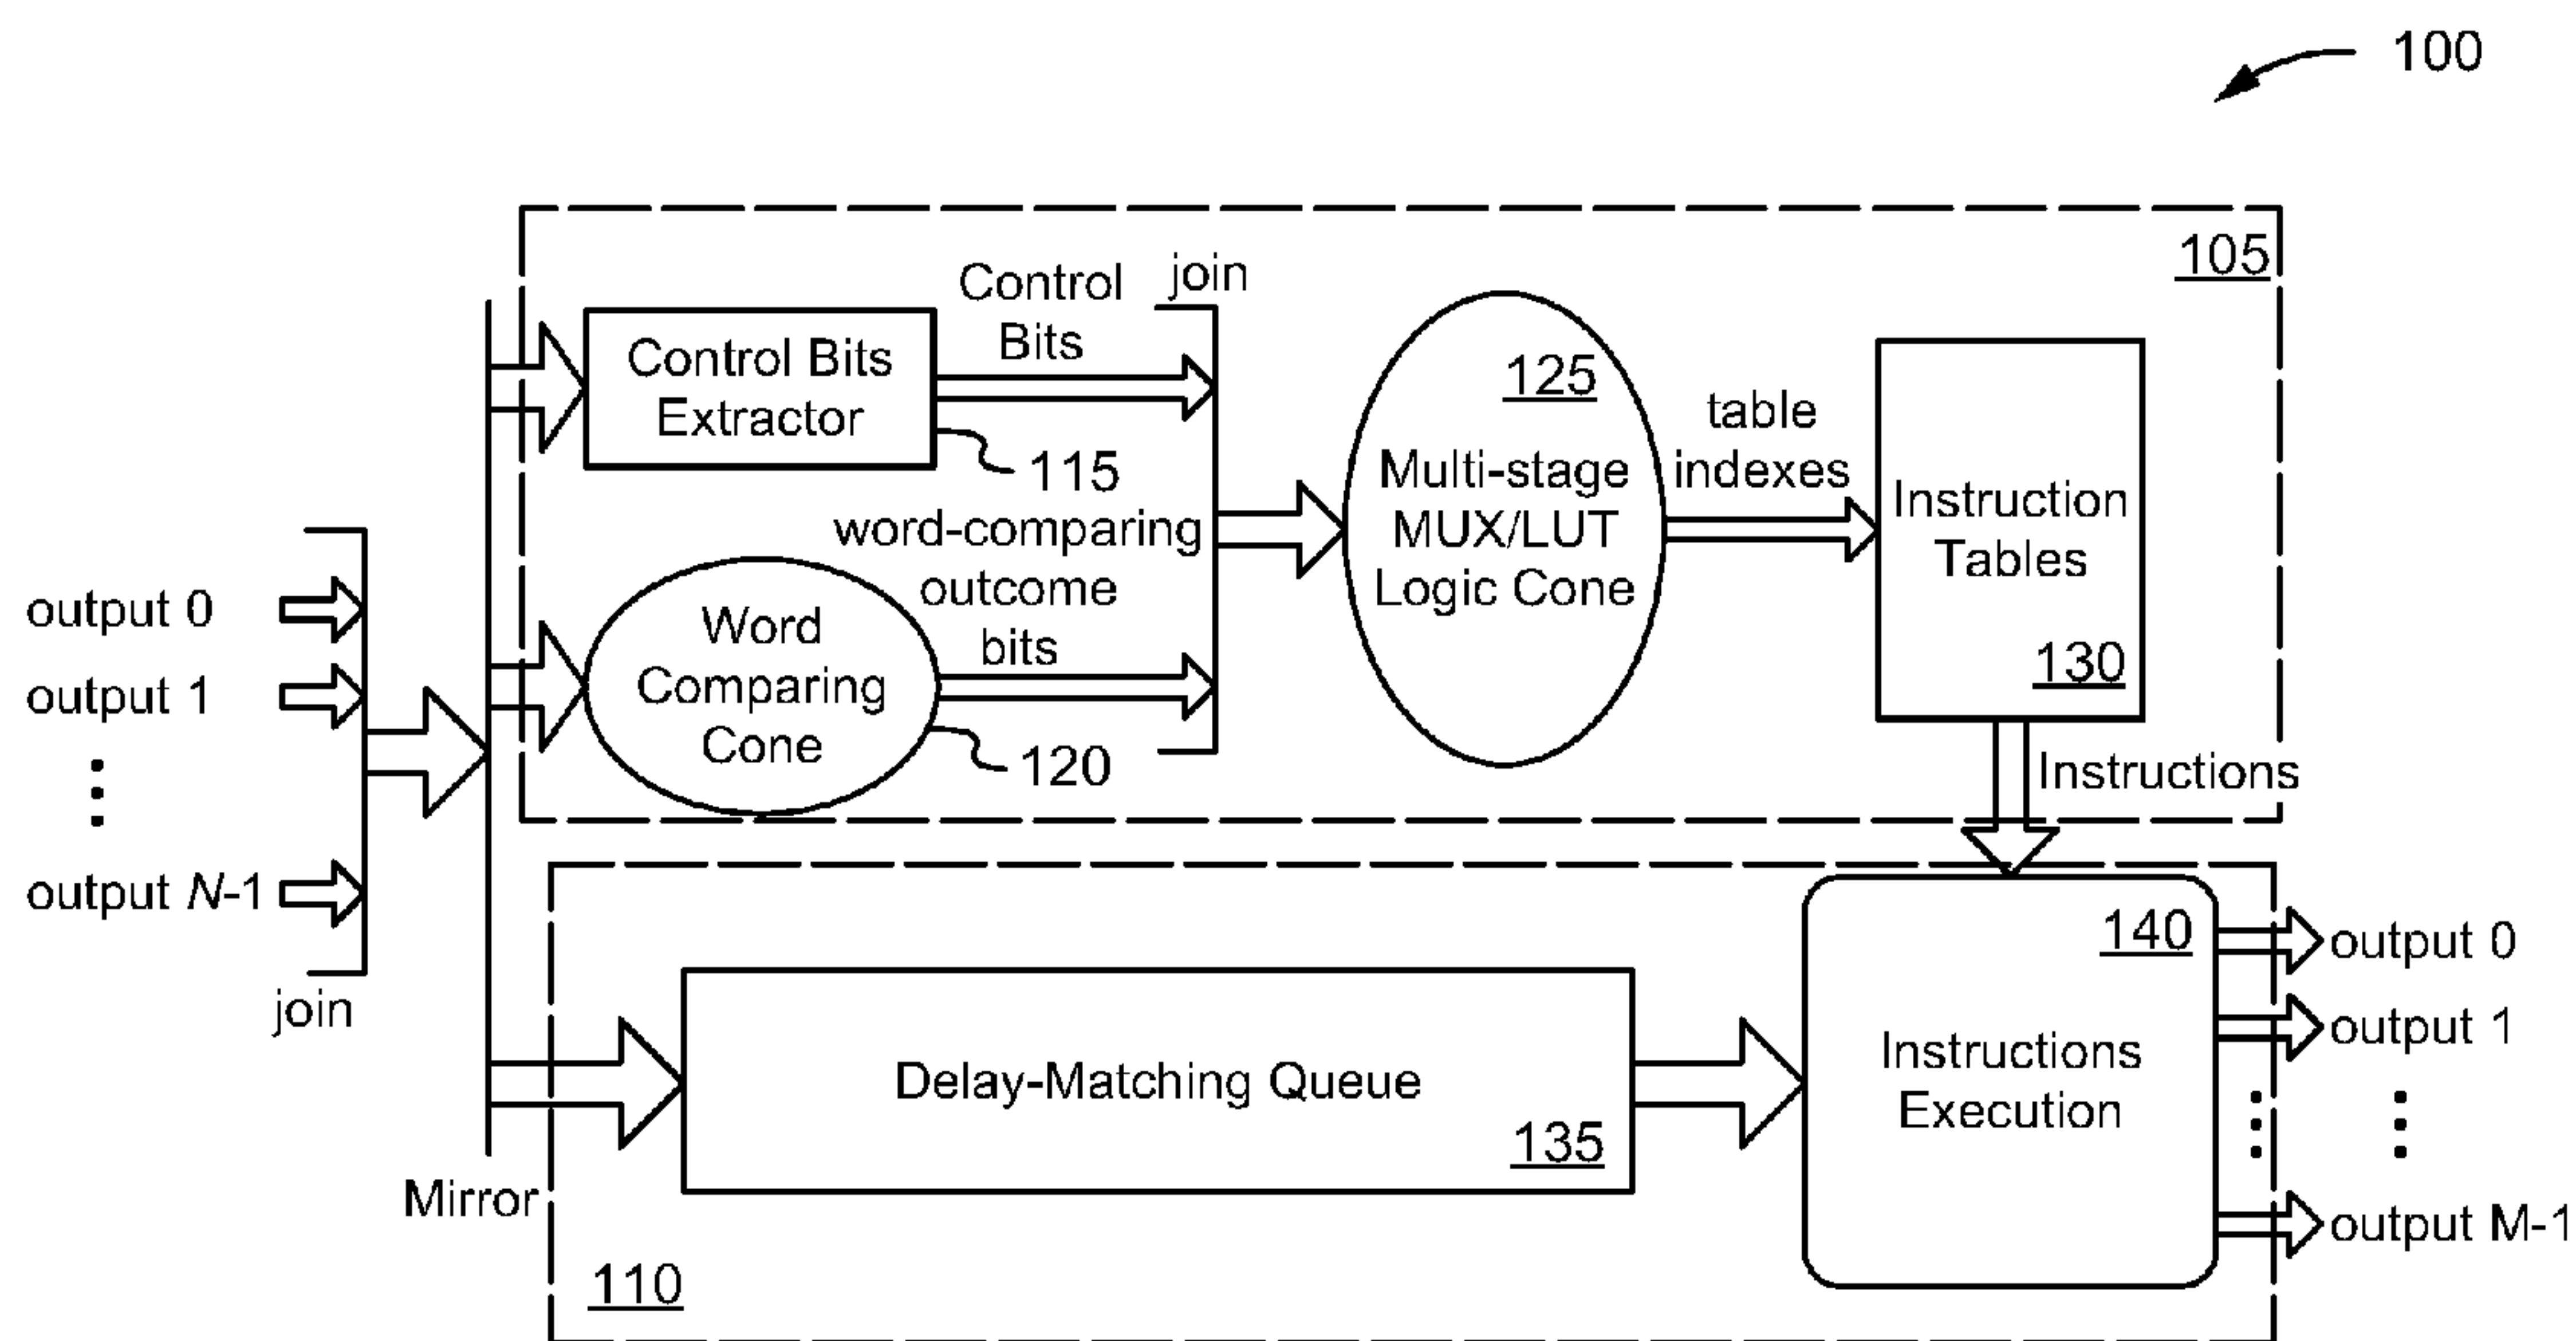 100
105
Control Bits
Extractor
115
Control
Bits
join
word-comparing
outcome
bits
Word
Comparing
Cone
120
125
Multi-stage
MUX/LUT
Logic Cone
table
indexes
Instruction
Tables
130
Instructions
output 0
output 1
output N-1
join
Mirror
110
Delay-Matching Queue
135
140
Instructions
Execution
output 0
output 1
output M-1